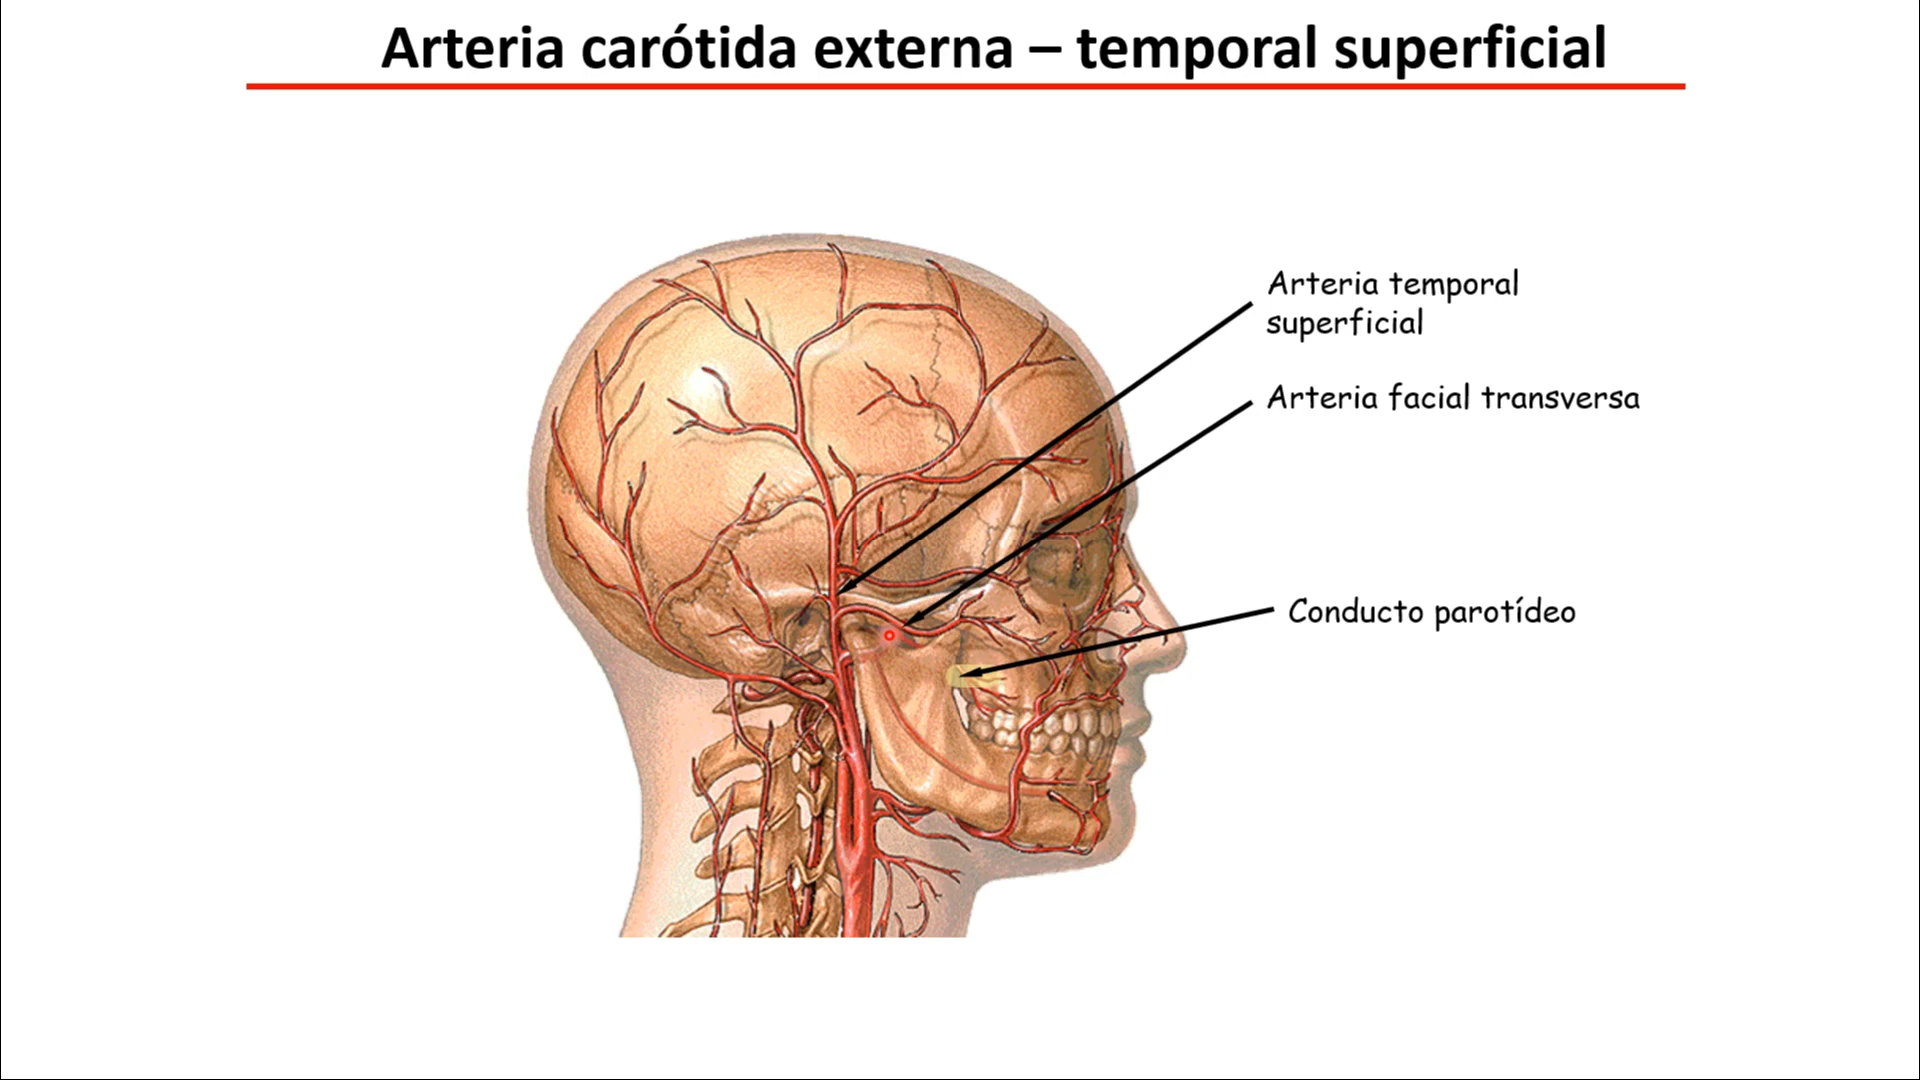 Arteria carótida externa – temporal superficial
Arteria temporal
superficial
Arteria facial transversa
Conducto parotídeo